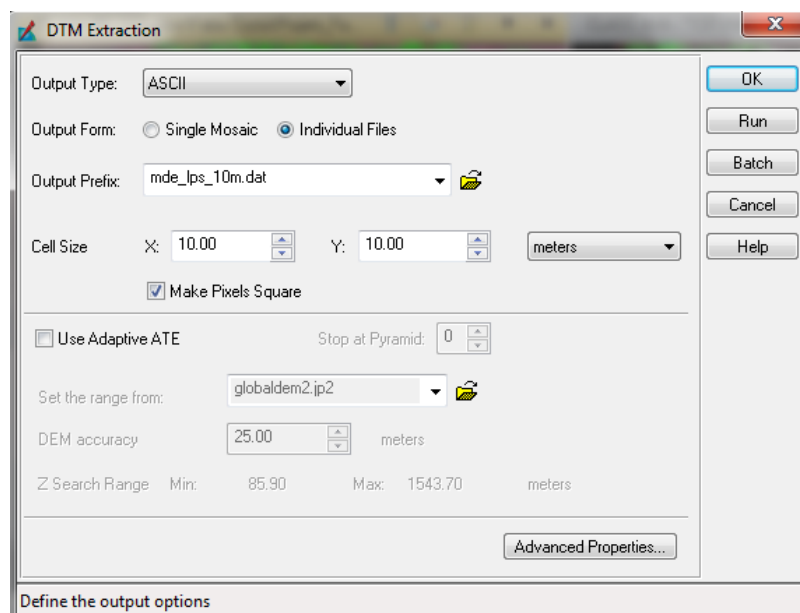 DTM Extraction
Output Type: ASCII OK
Output Form: Single Mosaic Individual Files Run
Output Prefix: mde_lps_10m.dat Batch
Cancel
Cell Size X: 10.00 Y: 10.00 meters Help
Make Pixels Square
Use Adaptive ATE Stop at Pyramid: 0
Set the range from: globaldem2.jp2
DEM accuracy 25.00 meters
Z Search Range Min: 85.90 Max: 1543.70 meters
Advanced Properties...
Define the output options